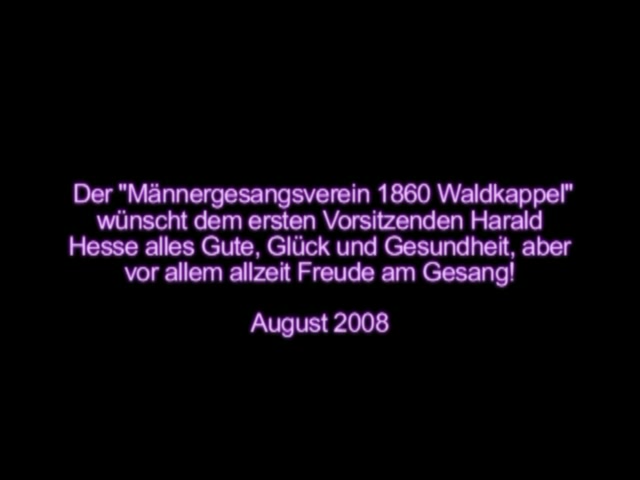 Der "Männergesangsverein 1860 Waldkappel"
wünscht dem ersten Vorsitzenden Harald
Hesse alles Gute, Glück und Gesundheit, aber
vor allem allzeit Freude am Gesang!
August 2008